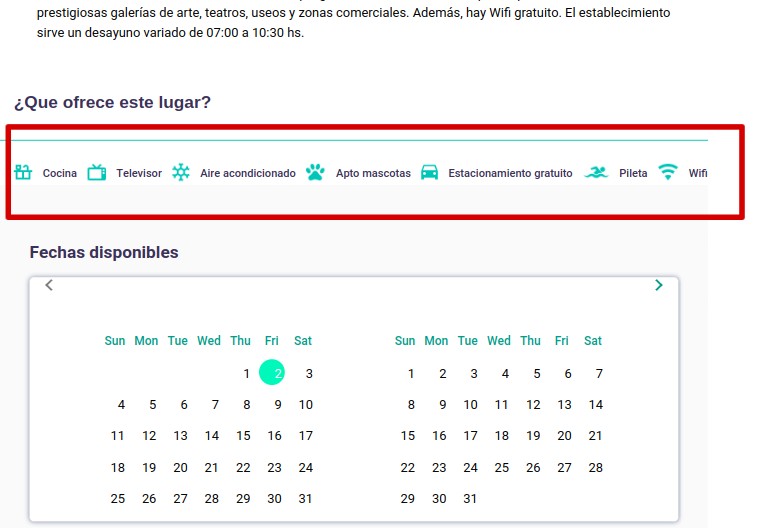 prestigiosas galerías de arte, teatros, useos y zonas comerciales. Además, hay Wifi gratuito. El establecimiento
sirve un desayuno variado de 07:00 a 10:30 hs.
¿Que ofrece este lugar?
Cocina Televisor Aire acondicionado Apto mascotas Estacionamiento gratuito Pileta Wifi
Fechas disponibles
Sun Mon Tue Wed Thu Fri Sat
1 2 3
4 5 6 7 8 9 10
11 12 13 14 15 16 17
18 19 20 21 22 23 24
25 26 27 28 29 30 31
Sun Mon Tue Wed Thu Fri Sat
1 2 3 4 5 6 7
8 9 10 11 12 13 14
15 16 17 18 19 20 21
22 23 24 25 26 27 28
29 30 31